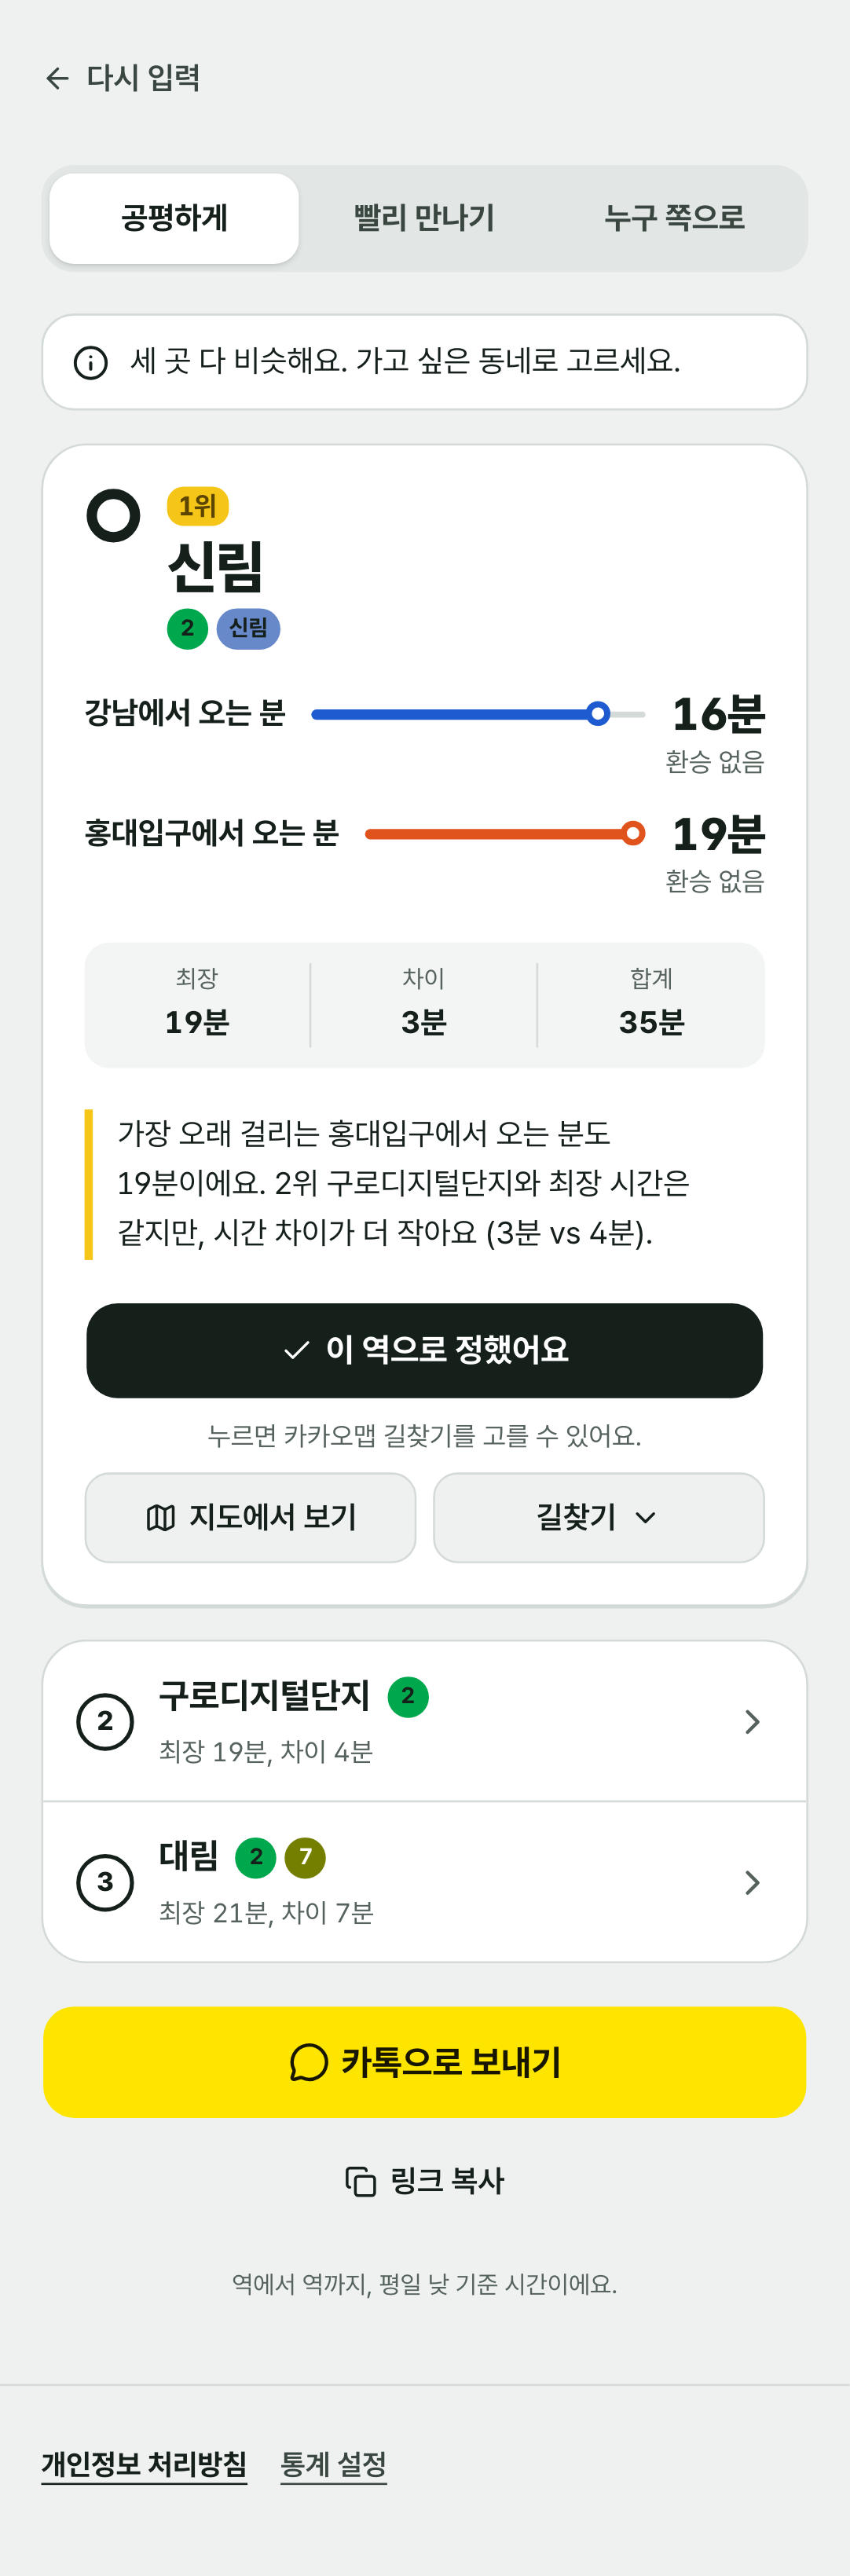 다시 입력
공평하게
빨리 만나기
누구 쪽으로
세 곳 다 비슷해요. 가고 싶은 동네로 고르세요.
1위
신림
2 신림
강남에서 오는 분 16분
환승 없음
홍대입구에서 오는 분 19분
환승 없음
최장 차이 합계
19분 3분 35분
가장 오래 걸리는 홍대입구에서 오는 분도
19분이에요. 2위 구로디지털단지와 최장 시간은
같지만, 시간 차이가 더 작아요 (3분 vs 4분).
이 역으로 정했어요
누르면 카카오맵 길찾기를 고를 수 있어요.
지도에서 보기
길찾기
2 구로디지털단지 2
최장 19분, 차이 4분
3 대림 2 7
최장 21분, 차이 7분
카톡으로 보내기
링크 복사
역에서 역까지, 평일 낮 기준 시간이에요.
개인정보 처리방침 통계 설정